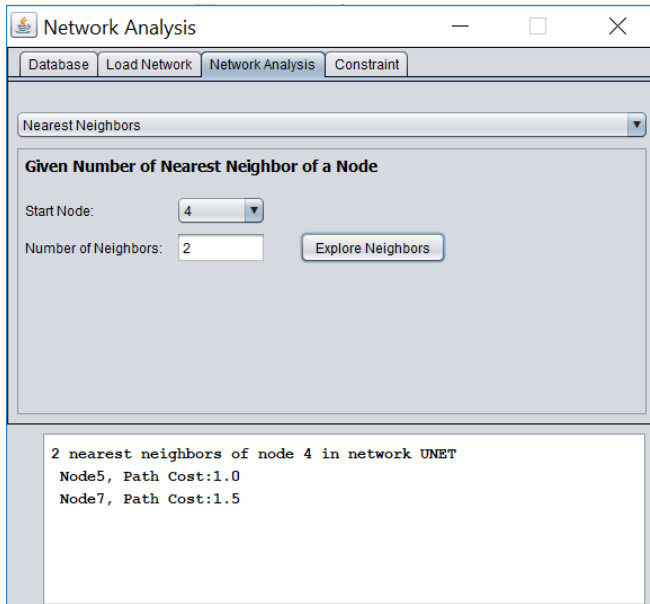 Network Analysis
Database Load Network Network Analysis Constraint
Nearest Neighbors
Given Number of Nearest Neighbor of a Node
Start Node: 4
Number of Neighbors: 2 Explore Neighbors
2 nearest neighbors of node 4 in network UNET
Node5, Path Cost:1.0
Node7, Path Cost:1.5